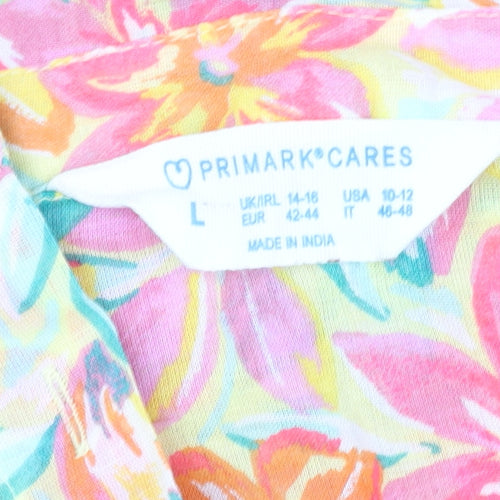 PRIMARK®CARES
L UK/IRL 14-16 USA 10-12
EUR 42-44 IT 46-48
MADE IN INDIA